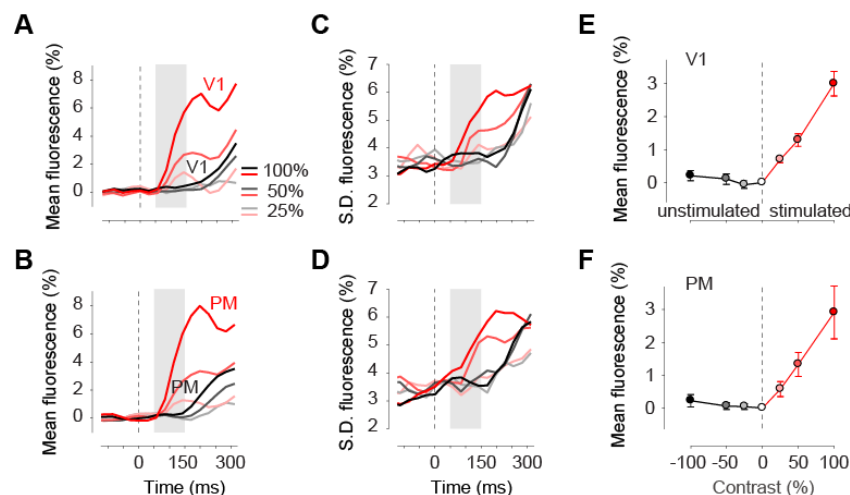 A
Mean fluorescence (%)
8
6
4
2
0
V1
V1
100%
50%
25%
B
Mean fluorescence (%)
8
6
4
2
0
PM
PM
0 150 300
Time (ms)
C
S.D. fluorescence (%)
7
6
5
4
3
2
D
S.D. fluorescence (%)
7
6
5
4
3
2
0 150 300
Time (ms)
E
V1
Mean fluorescence (%)
3
2
1
0
unstimulated stimulated
F
PM
Mean fluorescence (%)
3
2
1
0
-100 -50 0 50 100
Contrast (%)